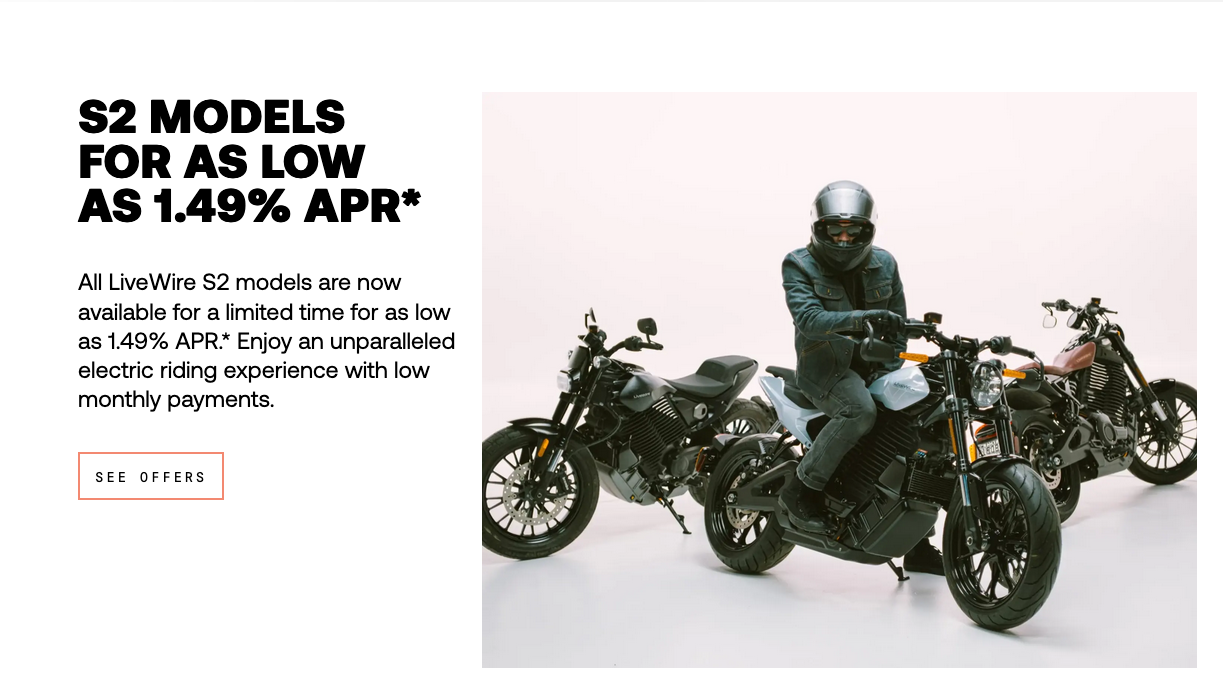 S2 MODELS
FOR AS LOW
AS 1.49% APR*
All LiveWire S2 models are now
available for a limited time for as low
as 1.49% APR.* Enjoy an unparalleled
electric riding experience with low
monthly payments.
SEE OFFERS